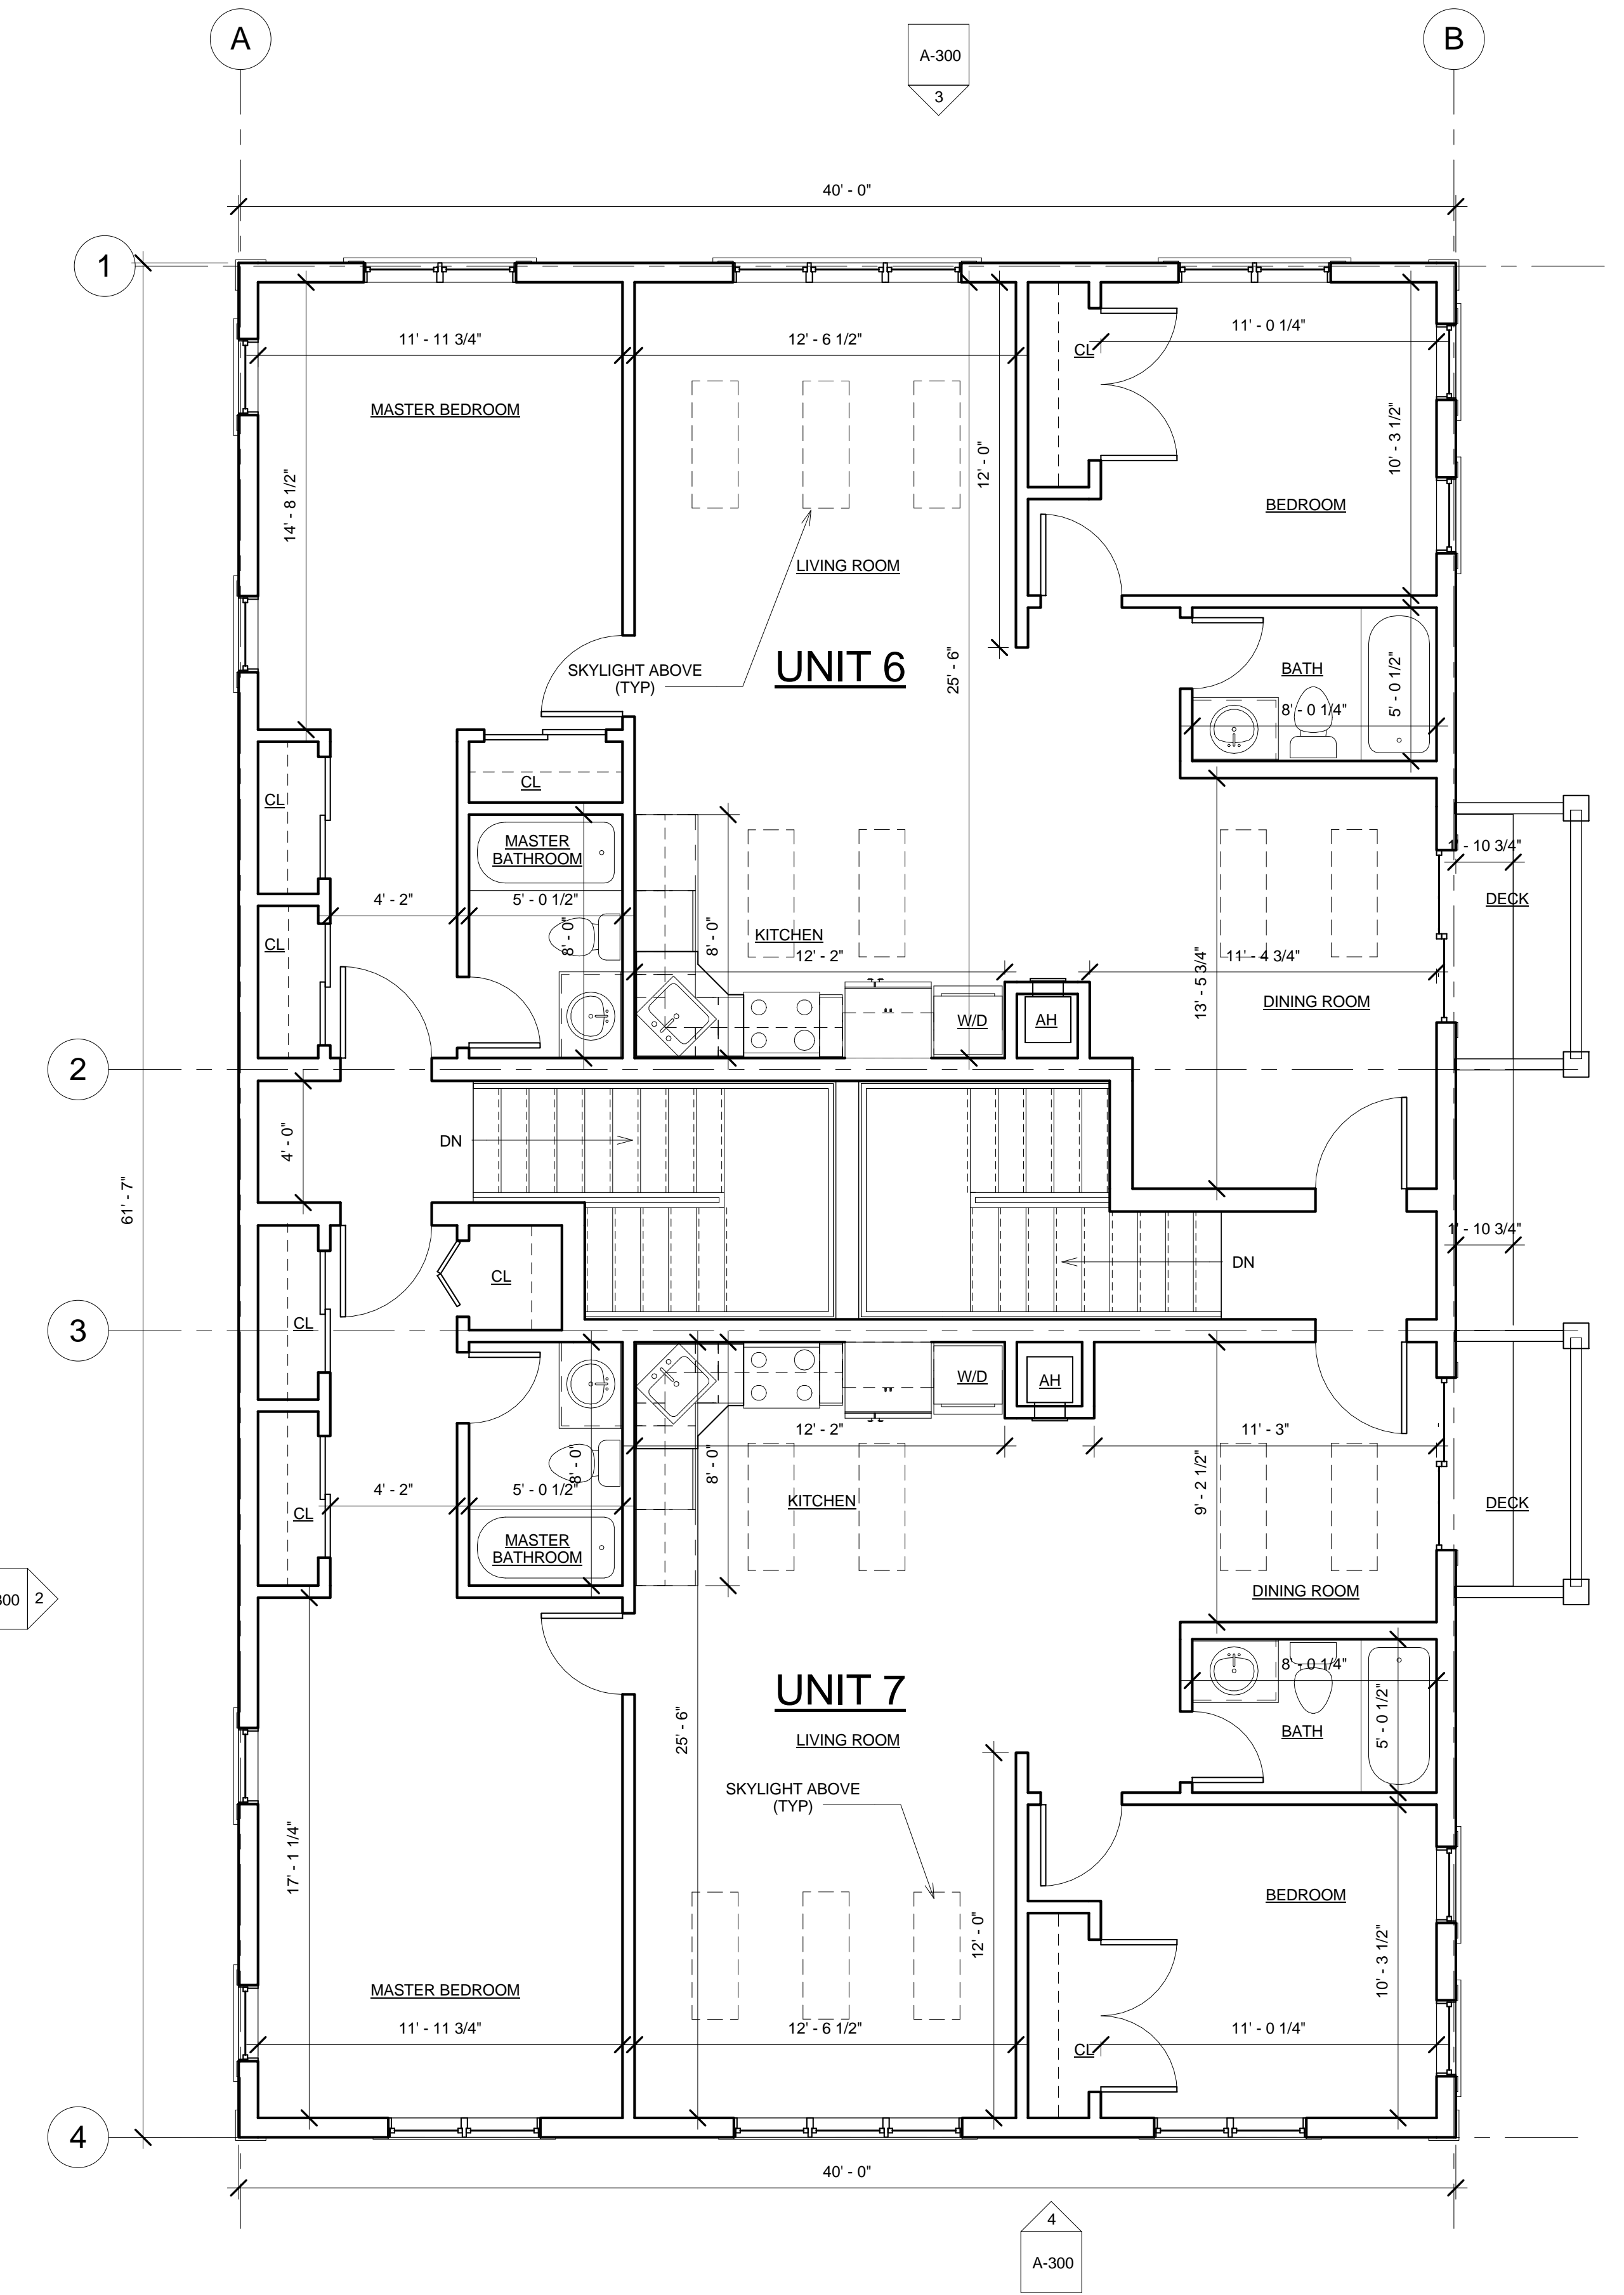 A
B
A-300
3
40' - 0"
1
11' - 11 3/4"
12' - 6 1/2"
11' - 0 1/4"
CL
MASTER BEDROOM
10' - 3 1/2"
12' - 0"
14' - 8 1/2"
BEDROOM
LIVING ROOM
SKYLIGHT ABOVE
(TYP)
UNIT 6
25' - 6"
BATH
5' - 0 1/2"
8' - 0 1/4"
CL
CL
MASTER
BATHROOM
1' - 10 3/4"
DECK
4' - 2"
5' - 0 1/2"
8' - 0"
8' - 0"
CL
KITCHEN
12' - 2"
11' - 4 3/4"
13' - 5 3/4"
DINING ROOM
W/D
AH
2
4' - 0"
DN
61' - 7"
1' - 10 3/4"
DN
CL
CL
3
W/D
AH
12' - 2"
11' - 3"
8' - 0"
8' - 0"
4' - 2"
5' - 0 1/2"
9' - 2 1/2"
KITCHEN
DECK
CL
MASTER
BATHROOM
DINING ROOM
2
UNIT 7
8' - 0 1/4"
5' - 0 1/2"
BATH
25' - 6"
LIVING ROOM
SKYLIGHT ABOVE
(TYP)
17' - 1 1/4"
BEDROOM
12' - 0"
10' - 3 1/2"
MASTER BEDROOM
11' - 11 3/4"
12' - 6 1/2"
11' - 0 1/4"
CL
4
40' - 0"
4
A-300